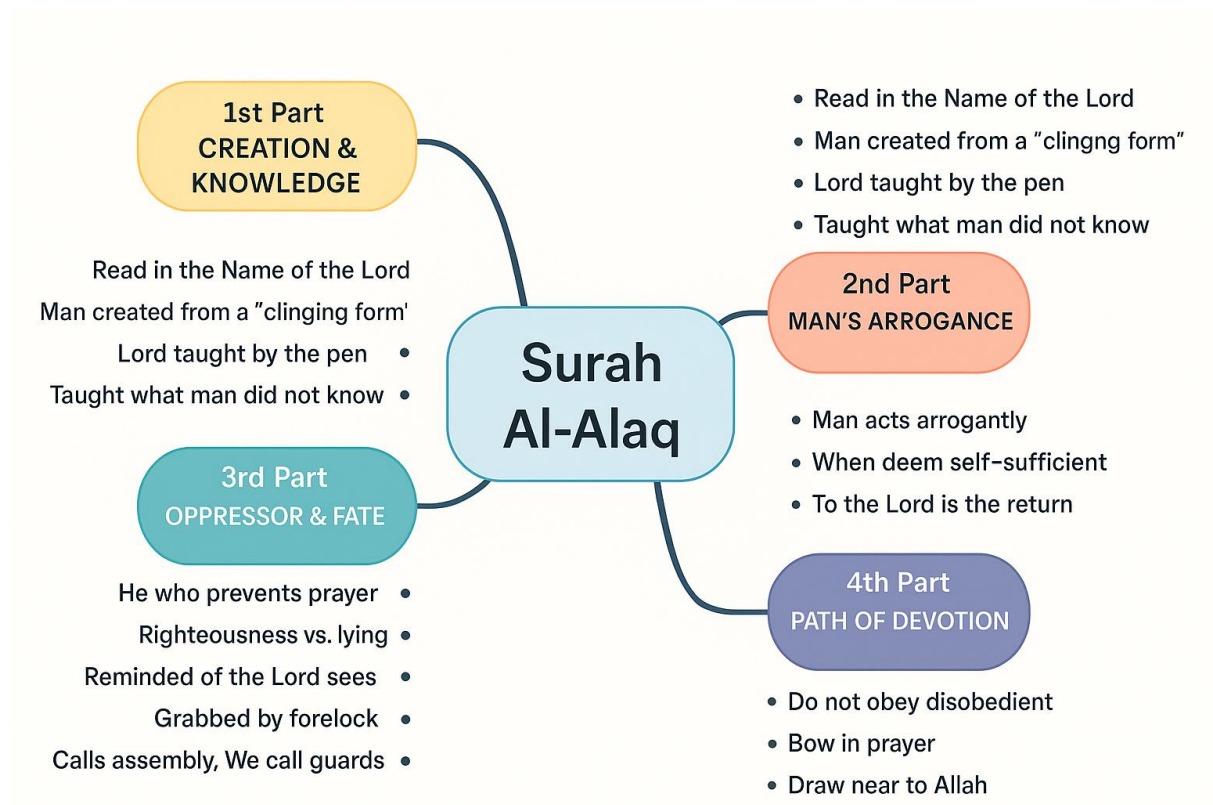 1st Part
CREATION &
KNOWLEDGE
Read in the Name of the Lord
Man created from a "clinging form'
Lord taught by the pen •
Taught what man did not know •
• Read in the Name of the Lord
• Man created from a "clingng form"
• Lord taught by the pen
• Taught what man did not know
Surah
Al-Alaq
2nd Part
MAN'S ARROGANCE
• Man acts arrogantly
• When deem self-sufficient
• To the Lord is the return
3rd Part
OPPRESSOR & FATE
He who prevents prayer •
Righteousness vs. lying •
Reminded of the Lord sees •
Grabbed by forelock •
Calls assembly, We call guards •
4th Part
PATH OF DEVOTION
• Do not obey disobedient
• Bow in prayer
• Draw near to Allah